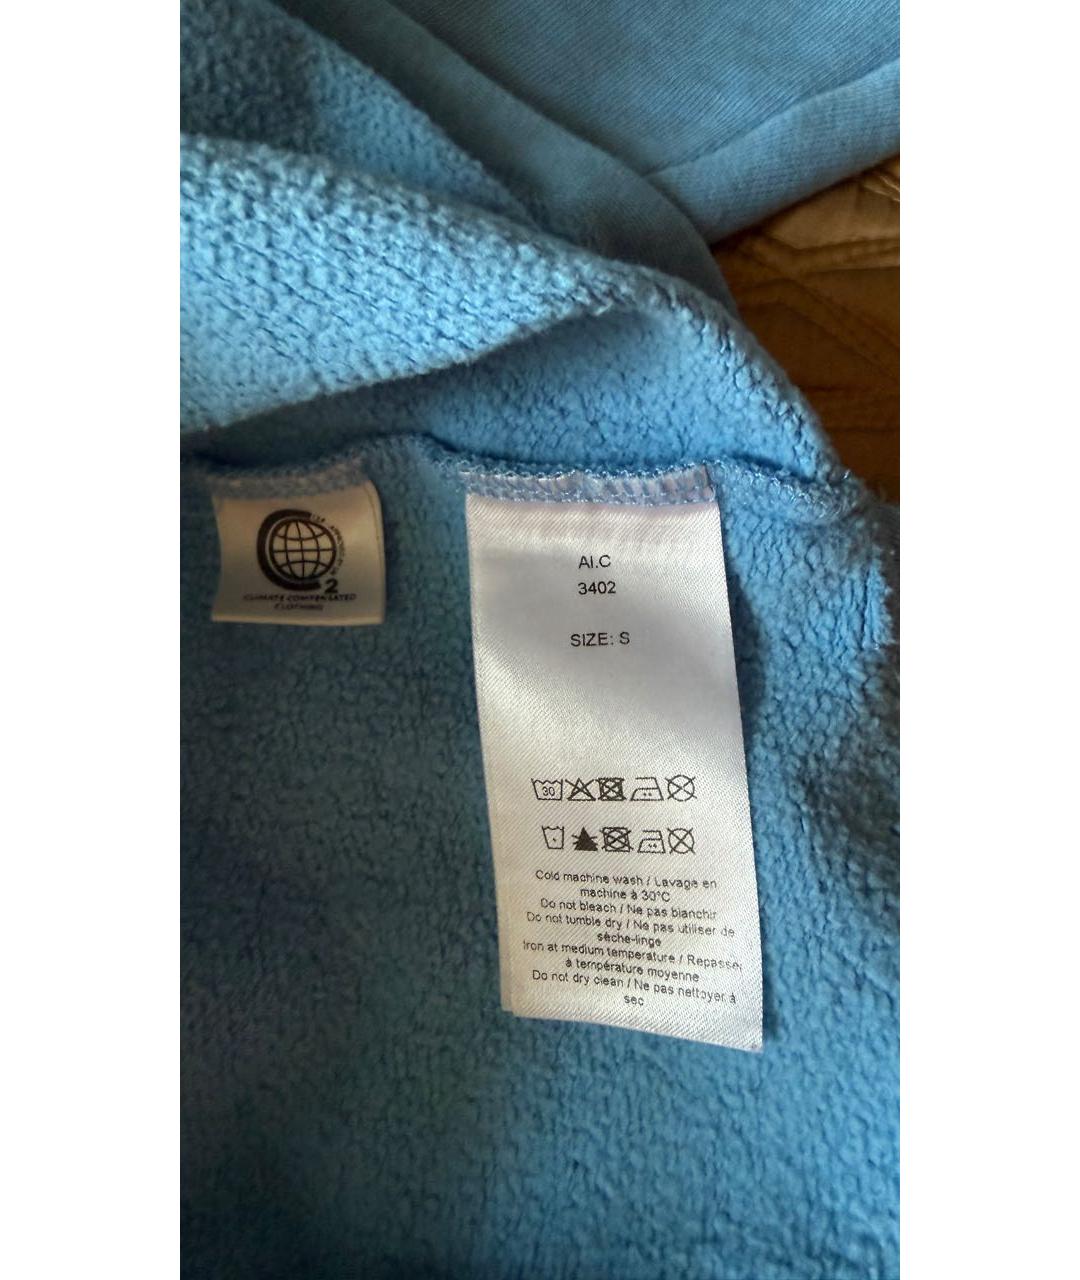 2
CLIMATE COMPENSATED
CLOTHING
AI.C
3402
SIZE: S
30
Cold machine wash / Lavage en
machine à 30°C
Do not bleach / Ne pas blanchir
Do not tumble dry / Ne pas utiliser de
sèche-linge
Iron at medium temperature / Repasser
à température moyenne
Do not dry clean / Ne pas nettoyer à
sec